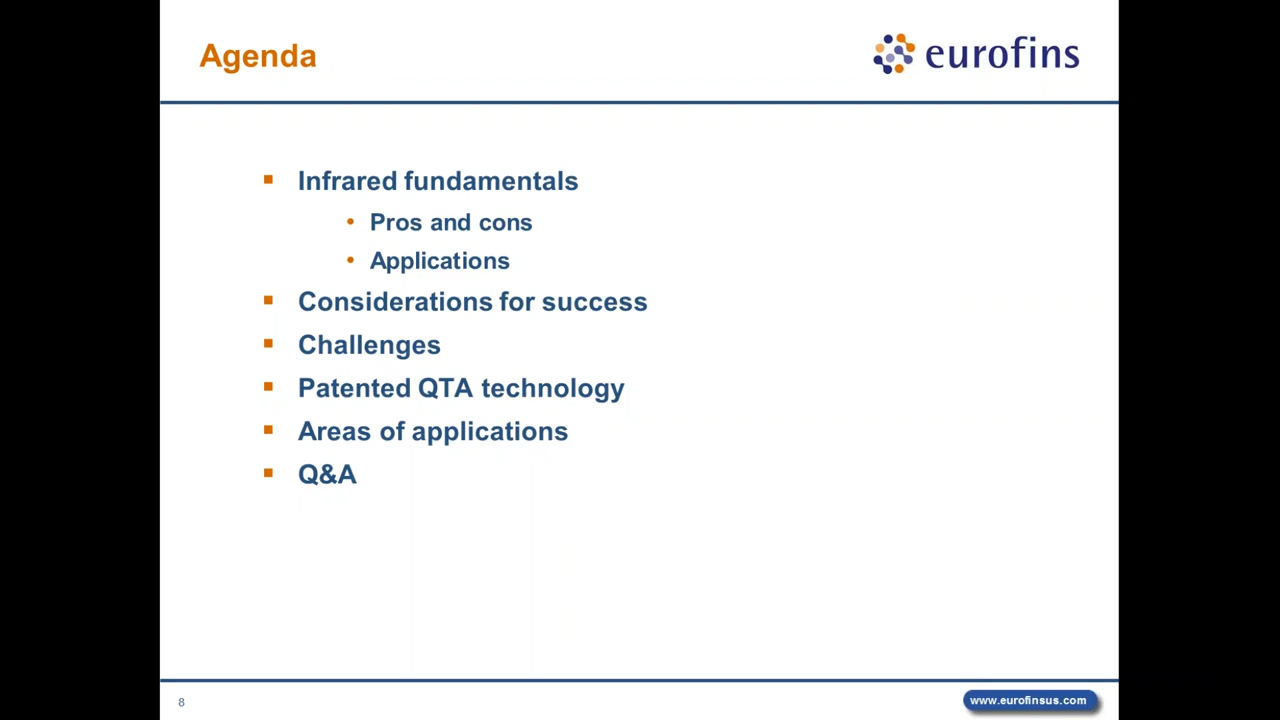 Agenda
eurofins
Infrared fundamentals
Pros and cons
Applications
Considerations for success
Challenges
Patented QTA technology
Areas of applications
Q&A
8
www.eurofinsus.com